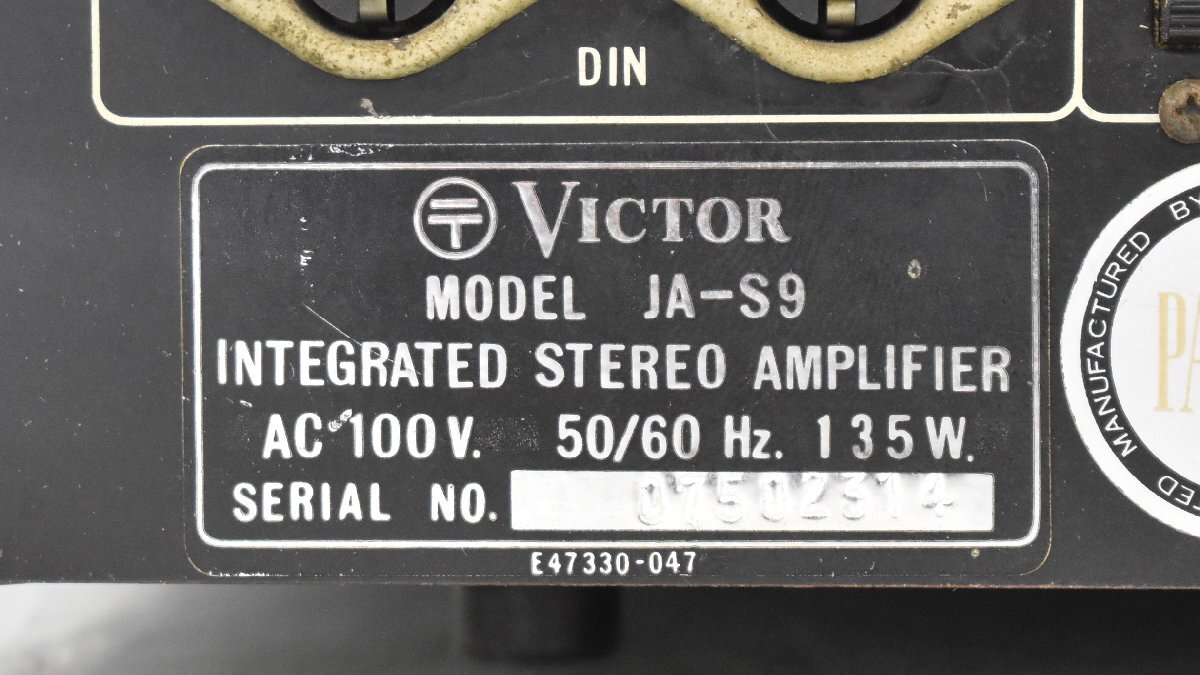 DIN
VICTOR
MODEL JA-S9
INTEGRATED STEREO AMPLIFIER
AC 100V. 50/60 Hz. 135W.
SERIAL NO. 07502314
E47330-047
MANUFACTURED BY